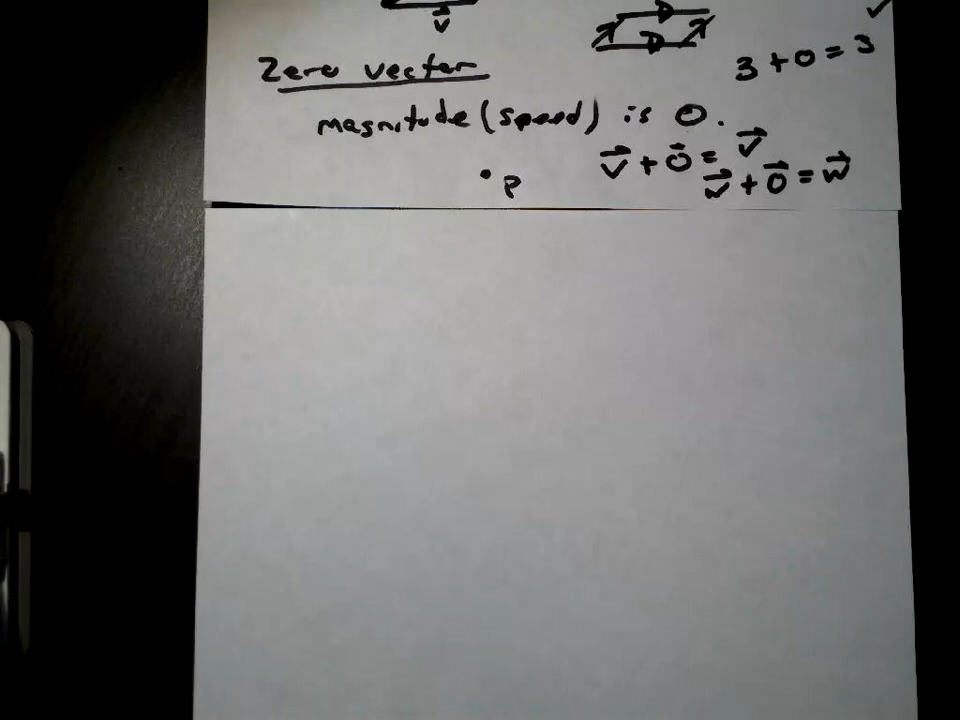 v⃗
3 + 0 = 3
Zero vector
magnitude (speed) is 0.
v⃗ + 0⃗ = v⃗
w⃗ + 0⃗ = w⃗
• P